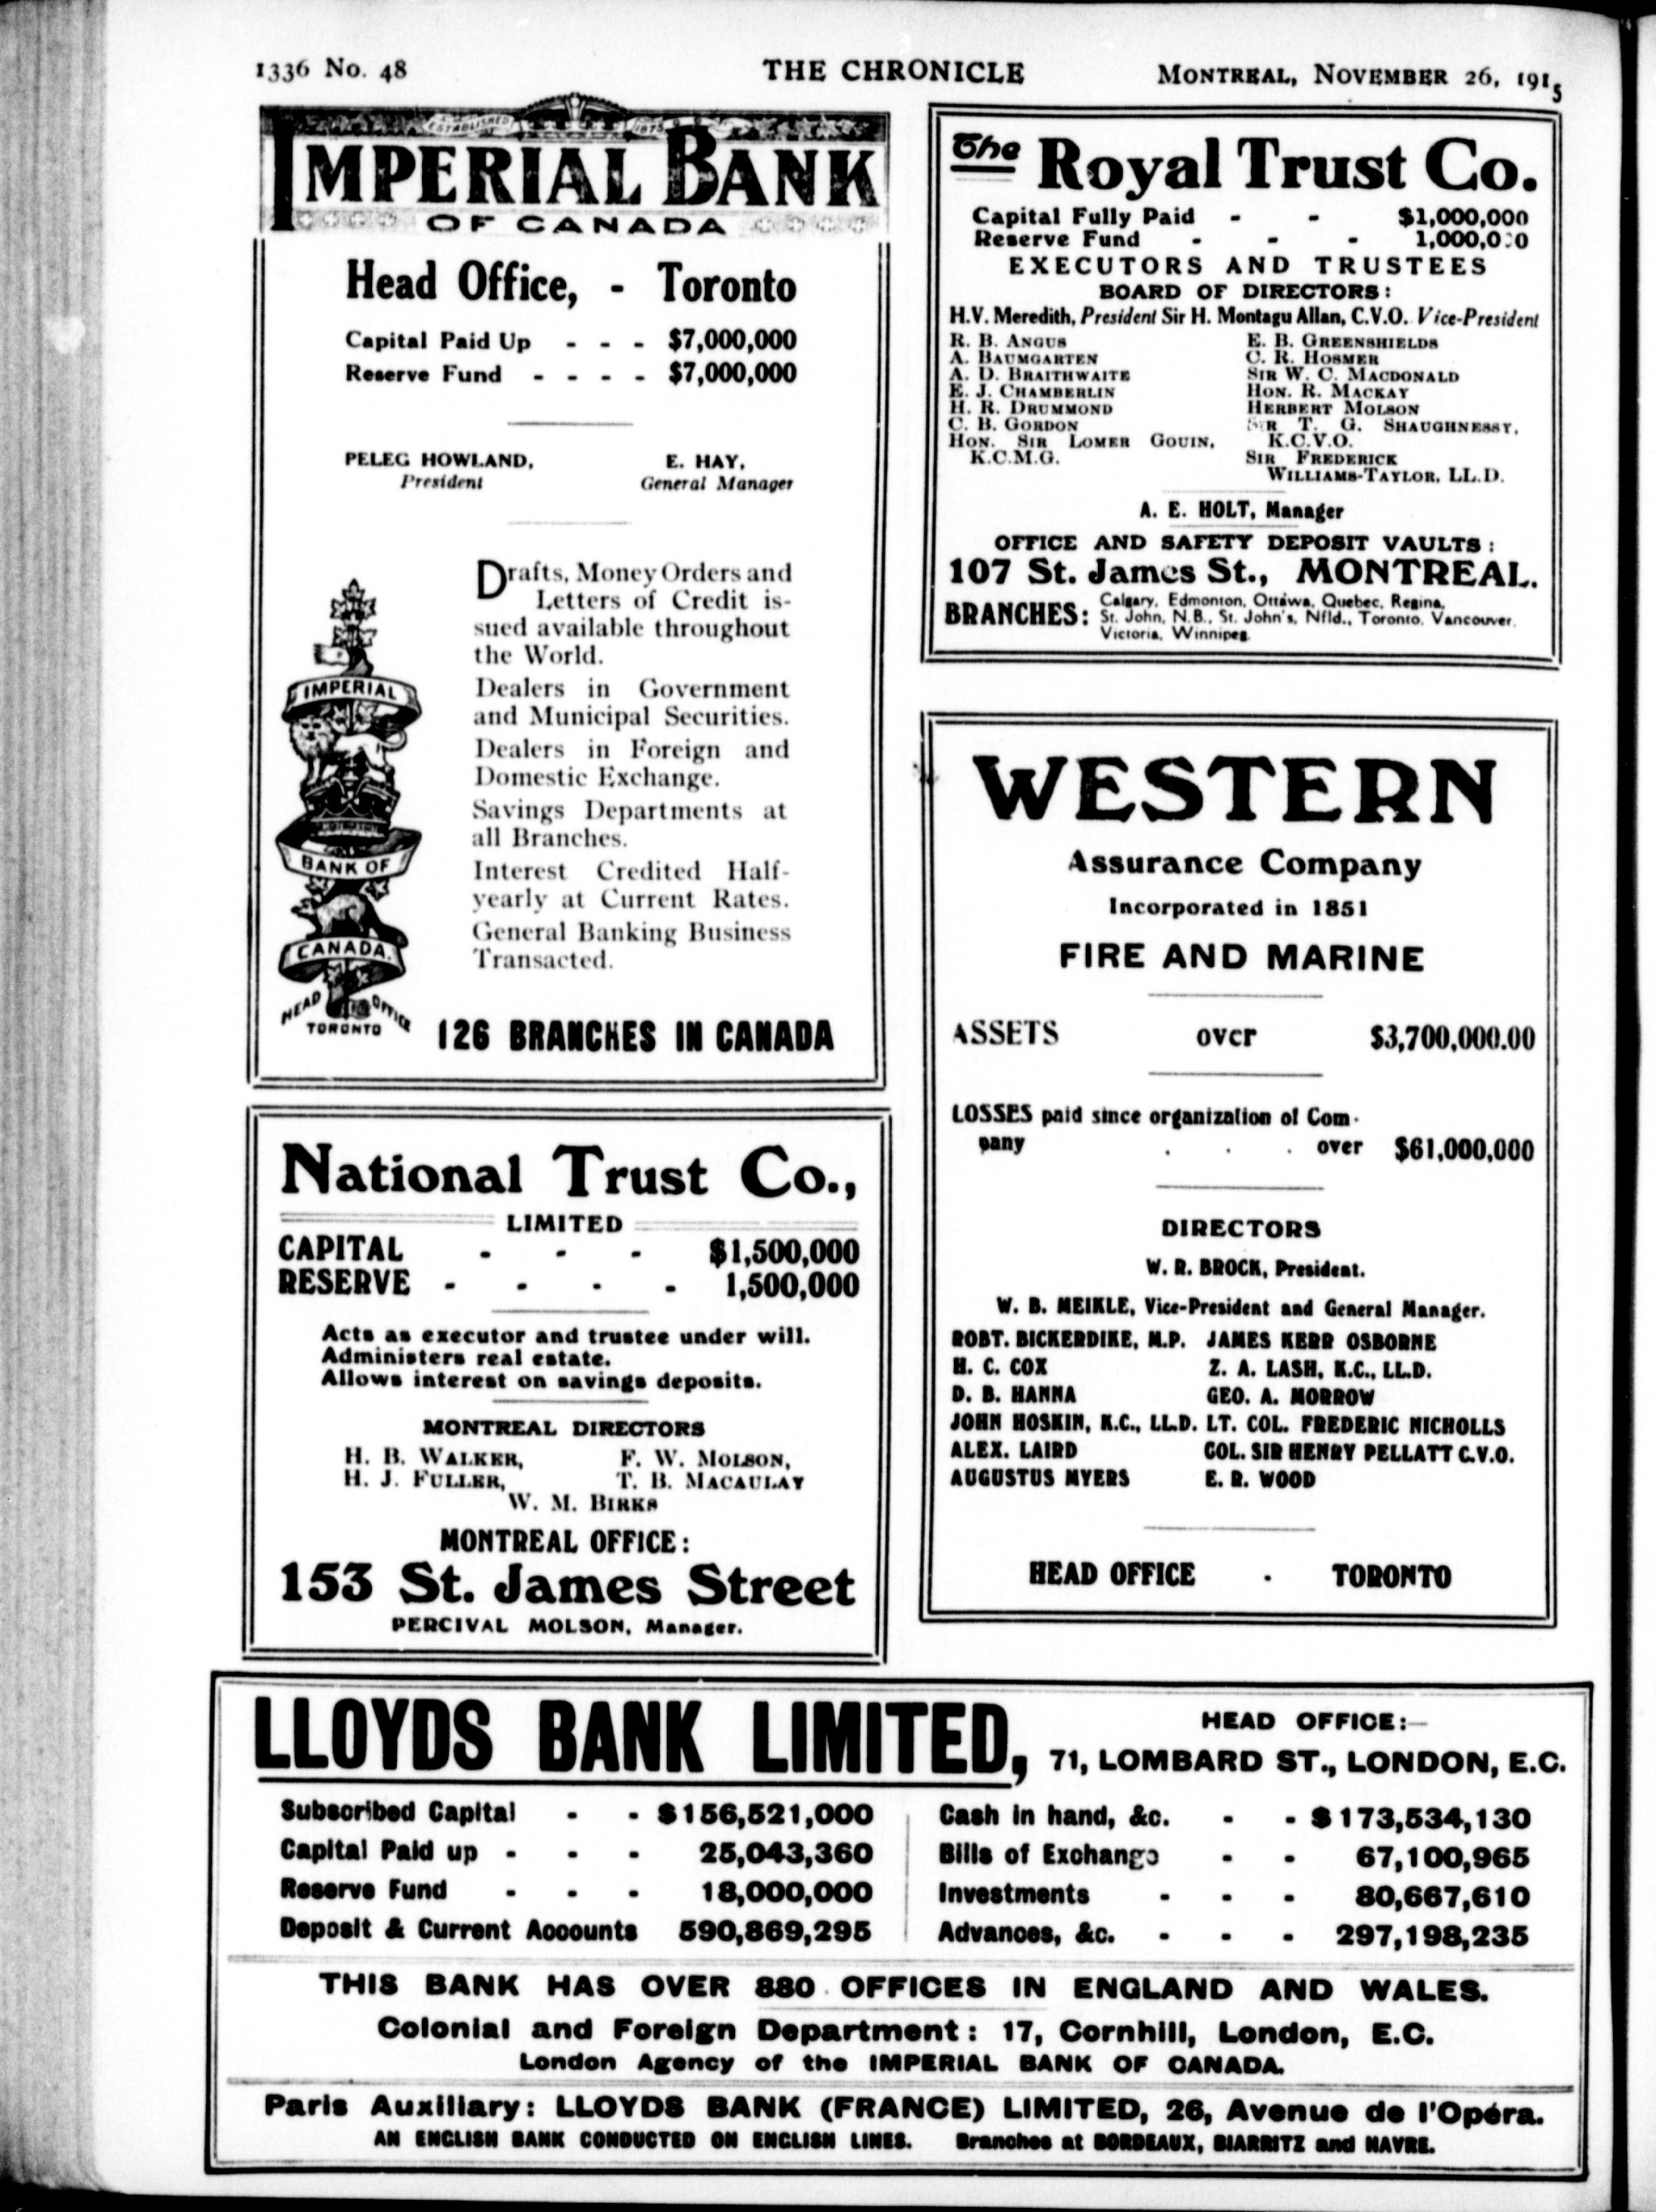 1336 No. 48 THE CHRONICLE MONTREAL, NOVEMBER 26, 1915
ESTABLISHED 1875
IMPERIAL BANK
OF CANADA
Head Office, - Toronto
Capital Paid Up - - - $7,000,000
Reserve Fund - - - - $7,000,000
PELEG HOWLAND, E. HAY,
President General Manager
Drafts, Money Orders and
Letters of Credit is-
sued available throughout
the World.
Dealers in Government
and Municipal Securities.
Dealers in Foreign and
Domestic Exchange.
Savings Departments at
all Branches.
Interest Credited Half-
yearly at Current Rates.
General Banking Business
Transacted.
IMPERIAL
BANK OF
CANADA.
HEAD OFFICE
TORONTO
126 BRANCHES IN CANADA
National Trust Co.,
LIMITED
CAPITAL - - - $1,500,000
RESERVE - - - - 1,500,000
Acts as executor and trustee under will.
Administers real estate.
Allows interest on savings deposits.
MONTREAL DIRECTORS
H. B. WALKER, F. W. MOLSON,
H. J. FULLER, T. B. MACAULAY
W. M. BIRKS
MONTREAL OFFICE:
153 St. James Street
PERCIVAL MOLSON, Manager.
The Royal Trust Co.
Capital Fully Paid - - $1,000,000
Reserve Fund - - - 1,000,000
EXECUTORS AND TRUSTEES
BOARD OF DIRECTORS:
H.V. Meredith, President Sir H. Montagu Allan, C.V.O. Vice-President
R. B. ANGUS E. B. GREENSHIELDS
A. BAUMGARTEN C. R. HOSMER
A. D. BRAITHWAITE SIR W. C. MACDONALD
E. J. CHAMBERLIN HON. R. MACKAY
H. R. DRUMMOND HERBERT MOLSON
C. B. GORDON SIR T. G. SHAUGHNESSY,
HON. SIR LOMER GOUIN, K.C.V.O.
K.C.M.G. SIR FREDERICK
WILLIAMS-TAYLOR, LL.D.
A. E. HOLT, Manager
OFFICE AND SAFETY DEPOSIT VAULTS:
107 St. James St., MONTREAL.
BRANCHES: Calgary, Edmonton, Ottawa, Quebec, Regina,
St. John, N.B., St. John's, Nfld., Toronto, Vancouver,
Victoria, Winnipeg.
WESTERN
Assurance Company
Incorporated in 1851
FIRE AND MARINE
ASSETS over $3,700,000.00
LOSSES paid since organization of Com-
pany . . . over $61,000,000
DIRECTORS
W. R. BROCK, President.
W. B. MEIKLE, Vice-President and General Manager.
ROBT. BICKERDIKE, M.P. JAMES KERR OSBORNE
H. C. COX Z. A. LASH, K.C., LL.D.
D. B. HANNA GEO. A. MORROW
JOHN HOSKIN, K.C., LL.D. LT. COL. FREDERIC NICHOLLS
ALEX. LAIRD COL. SIR HENRY PELLATT C.V.O.
AUGUSTUS MYERS E. R. WOOD
HEAD OFFICE - TORONTO
LLOYDS BANK LIMITED,
HEAD OFFICE:—
71, LOMBARD ST., LONDON, E.C.
Subscribed Capital - - $156,521,000
Capital Paid up - - - 25,043,360
Reserve Fund - - - 18,000,000
Deposit & Current Accounts 590,869,295
Cash in hand, &c. - - $173,534,130
Bills of Exchange - - 67,100,965
Investments - - - 80,667,610
Advances, &c. - - - 297,198,235
THIS BANK HAS OVER 880 OFFICES IN ENGLAND AND WALES.
Colonial and Foreign Department: 17, Cornhill, London, E.C.
London Agency of the IMPERIAL BANK OF CANADA.
Paris Auxiliary: LLOYDS BANK (FRANCE) LIMITED, 26, Avenue de l'Opéra.
AN ENGLISH BANK CONDUCTED ON ENGLISH LINES. Branches at BORDEAUX, BIARRITZ and HAVRE.